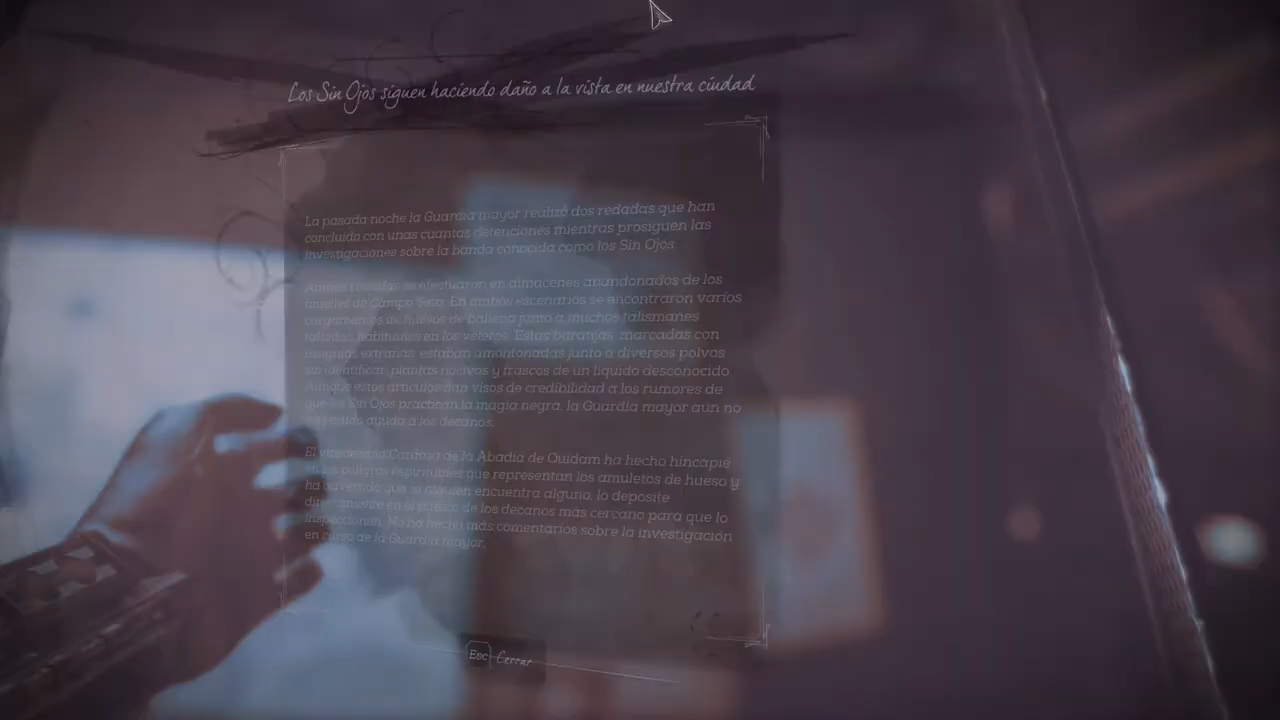 Los Sin Ojos siguen haciendo daño a la vista en nuestra ciudad
La pasada noche la Guardia mayor realizó dos redadas que han
concluido con unas cuantas detenciones mientras prosiguen las
investigaciones sobre la banda conocida como los Sin Ojos.
Ambas redadas se efectuaron en almacenes abandonados de los
muelles de Campo Seta. En ambos escenarios se encontraron varios
cargamentos de huesos de ballena junto a muchos talismanes
tallados, habituales en los veteros. Estas baratijas, marcadas con
insignias extrañas, estaban amontonadas junto a diversos polvos
sin identificar, plantas nocivas y frascos de un líquido desconocido.
Aunque estos artículos dan visos de credibilidad a los rumores de
que los Sin Ojos practican la magia negra, la Guardia mayor aún no
ha pedido ayuda a los decanos.
El vicedecano Cardoza de la Abadía de Quidam ha hecho hincapié
en los peligros espirituales que representan los amuletos de hueso y
ha advertido que, si alguien encuentra alguno, lo deposite
directamente en el puesto de los decanos más cercano para que lo
inspeccionen. No ha hecho más comentarios sobre la investigación
en curso de la Guardia mayor.
Esc Cerrar